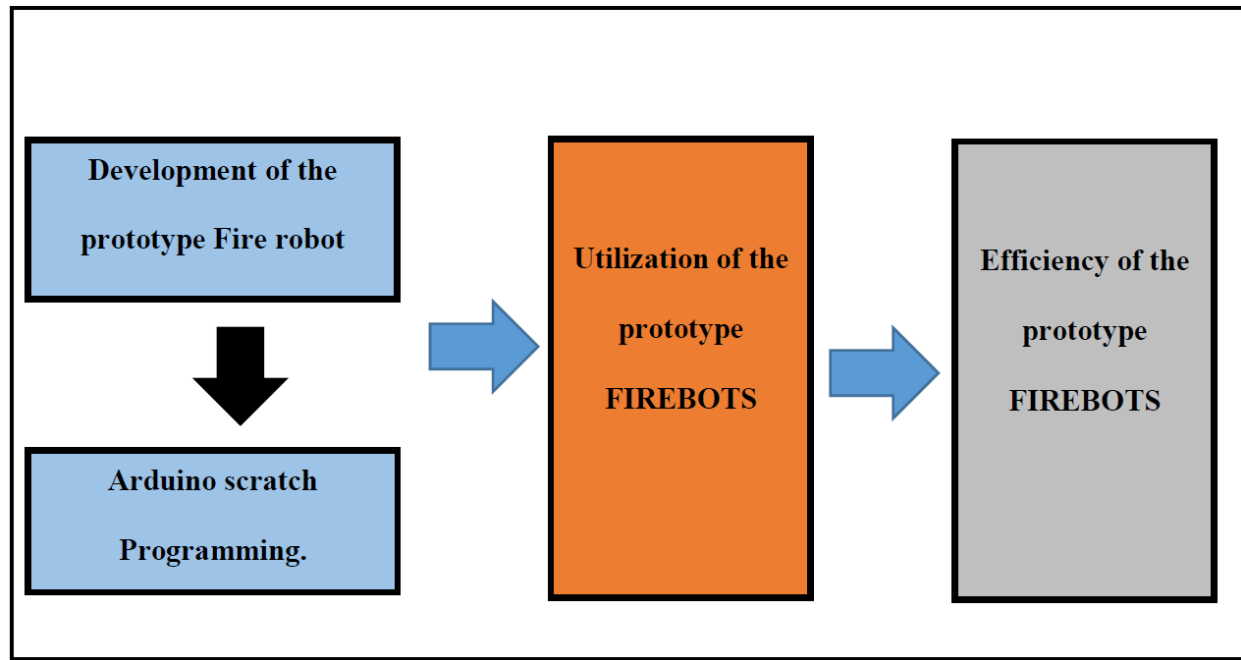 Development of the
prototype Fire robot
Arduino scratch
Programming.
Utilization of the
prototype
FIREBOTS
Efficiency of the
prototype
FIREBOTS